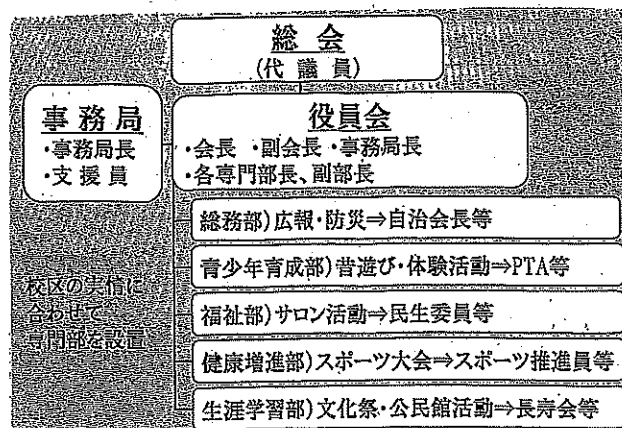 総会
(代議員)
事務局
・事務局長
・支援員
役員会
・会長 ・副会長 ・事務局長
・各専門部長、副部長
総務部)広報・防災⇒自治会長等
青少年育成部)昔遊び・体験活動⇒PTA等
福祉部)サロン活動⇒民生委員等
健康増進部)スポーツ大会⇒スポーツ推進員等
生涯学習部)文化祭・公民館活動⇒長寿会等
校区の実情に
合わせて
専門部を設置